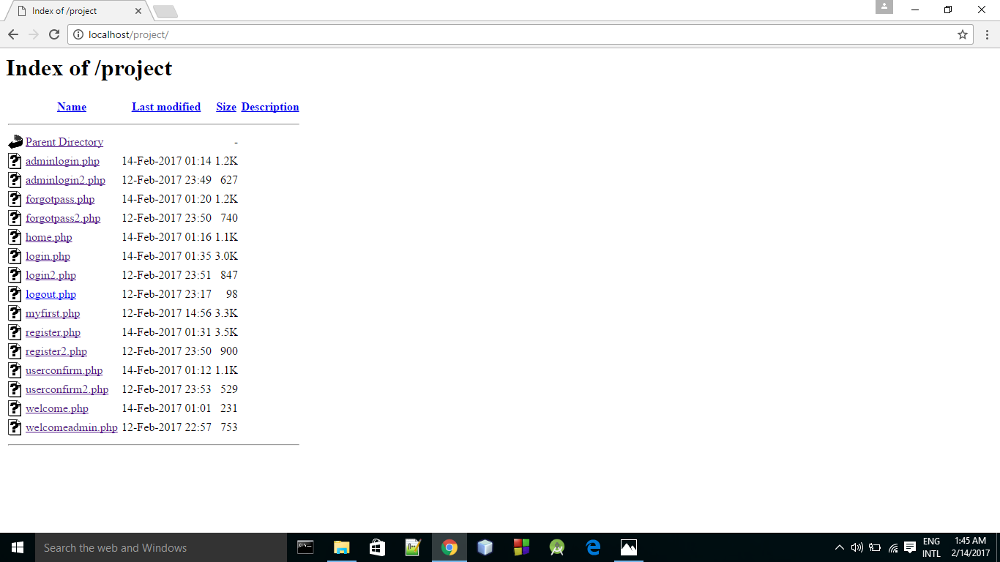 Index of /project
localhost/project/
Index of /project
Name Last modified Size Description
Parent Directory -
adminlogin.php 14-Feb-2017 01:14 1.2K
adminlogin2.php 12-Feb-2017 23:49 627
forgotpass.php 14-Feb-2017 01:20 1.2K
forgotpass2.php 12-Feb-2017 23:50 740
home.php 14-Feb-2017 01:16 1.1K
login.php 14-Feb-2017 01:35 3.0K
login2.php 12-Feb-2017 23:51 847
logout.php 12-Feb-2017 23:17 98
myfirst.php 12-Feb-2017 14:56 3.3K
register.php 14-Feb-2017 01:31 3.5K
register2.php 12-Feb-2017 23:50 900
userconfirm.php 14-Feb-2017 01:12 1.1K
userconfirm2.php 12-Feb-2017 23:53 529
welcome.php 14-Feb-2017 01:01 231
welcomeadmin.php 12-Feb-2017 22:57 753
Search the web and Windows
ENG 1:45 AM
INTL 2/14/2017